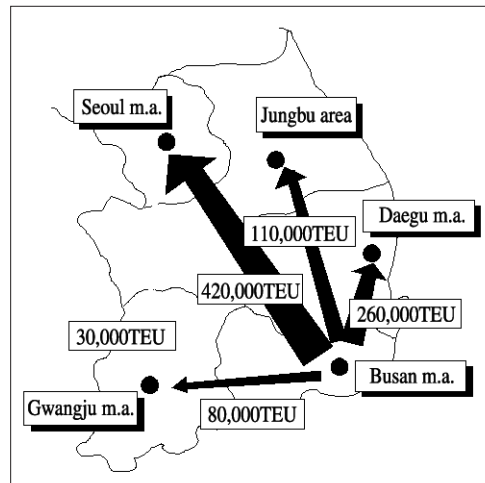 Seoul m.a.
Jungbu area
Daegu m.a.
110,000TEU
420,000TEU
260,000TEU
30,000TEU
Busan m.a.
Gwangju m.a.
80,000TEU